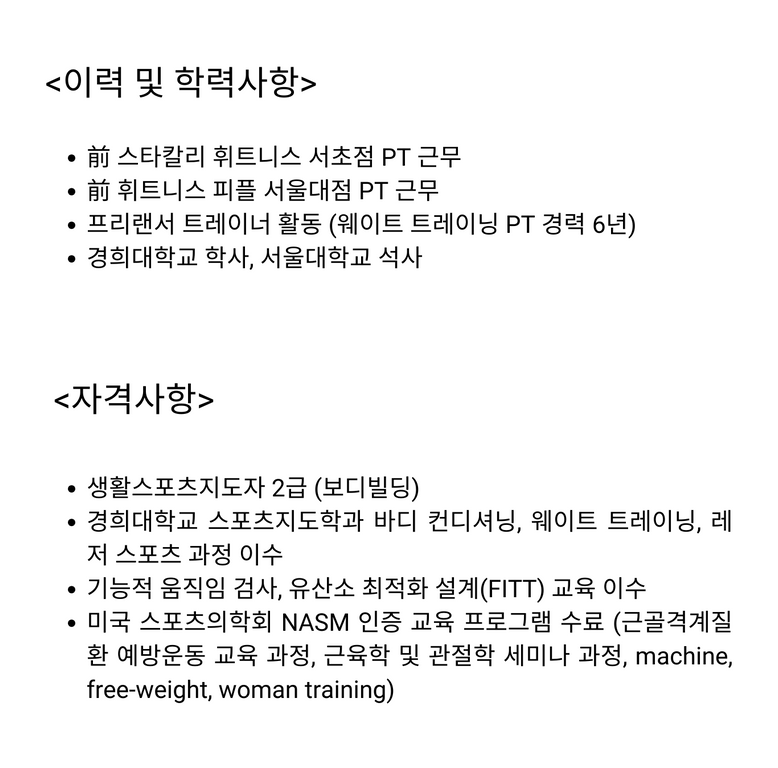 <이력 및 학력사항>
• 前 스타칼리 휘트니스 서초점 PT 근무
• 前 휘트니스 피플 서울대점 PT 근무
• 프리랜서 트레이너 활동 (웨이트 트레이닝 PT 경력 6년)
• 경희대학교 학사, 서울대학교 석사
<자격사항>
• 생활스포츠지도자 2급 (보디빌딩)
• 경희대학교 스포츠지도학과 바디 컨디셔닝, 웨이트 트레이닝, 레
저 스포츠 과정 이수
• 기능적 움직임 검사, 유산소 최적화 설계(FITT) 교육 이수
• 미국 스포츠의학회 NASM 인증 교육 프로그램 수료 (근골격계질
환 예방운동 교육 과정, 근육학 및 관절학 세미나 과정, machine,
free-weight, woman training)